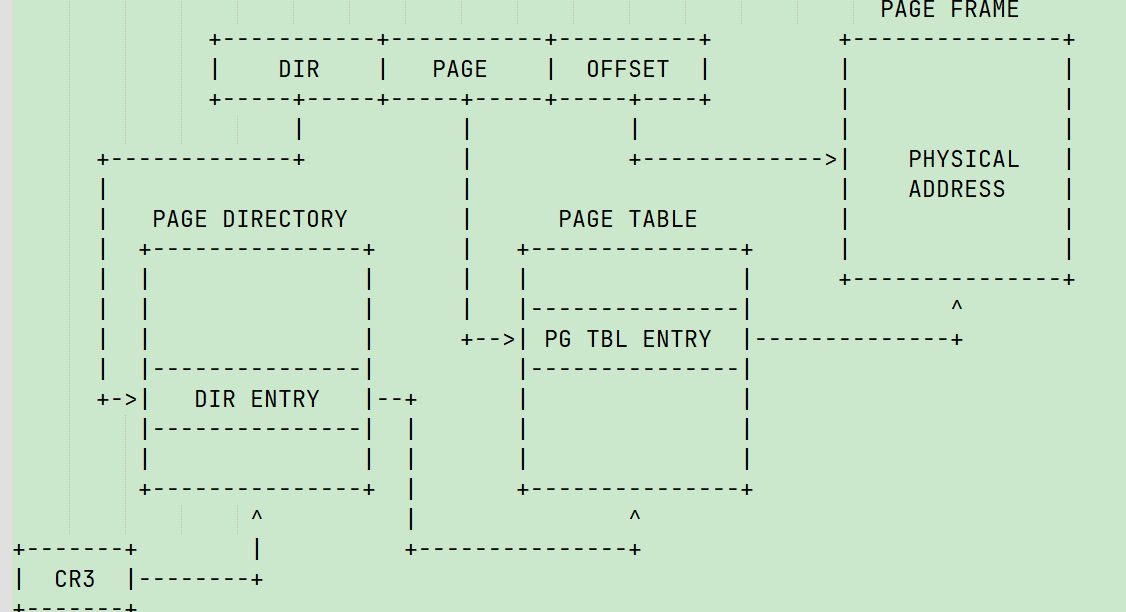 PAGE FRAME
DIR PAGE OFFSET
PHYSICAL
ADDRESS
PAGE DIRECTORY PAGE TABLE
PG TBL ENTRY
DIR ENTRY
CR3